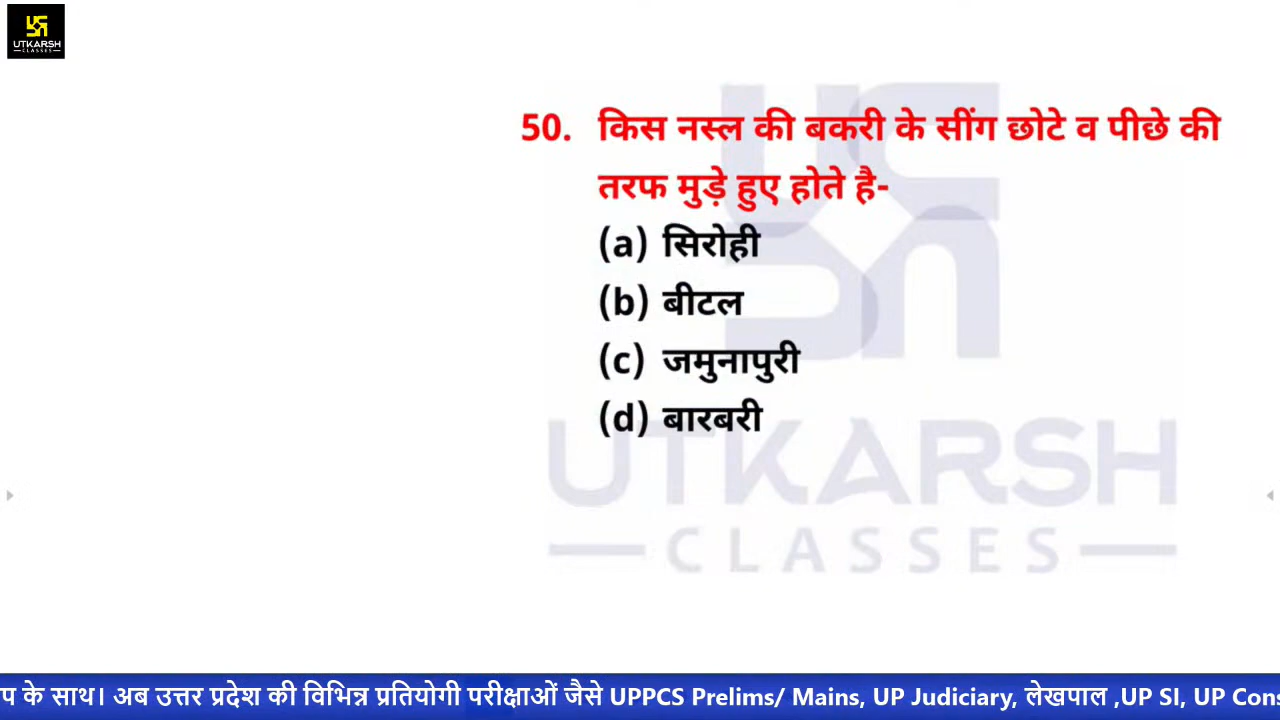 UTKARSH
CLASSES
50. किस नस्ल की बकरी के सींग छोटे व पीछे की
तरफ मुड़े हुए होते है-
(a) सिरोही
(b) बीटल
(c) जमुनापुरी
(d) बारबरी
UTKARSH
CLASSES
प के साथ। अब उत्तर प्रदेश की विभिन्न प्रतियोगी परीक्षाओं जैसे UPPCS Prelims/ Mains, UP Judiciary, लेखपाल ,UP SI, UP Cons